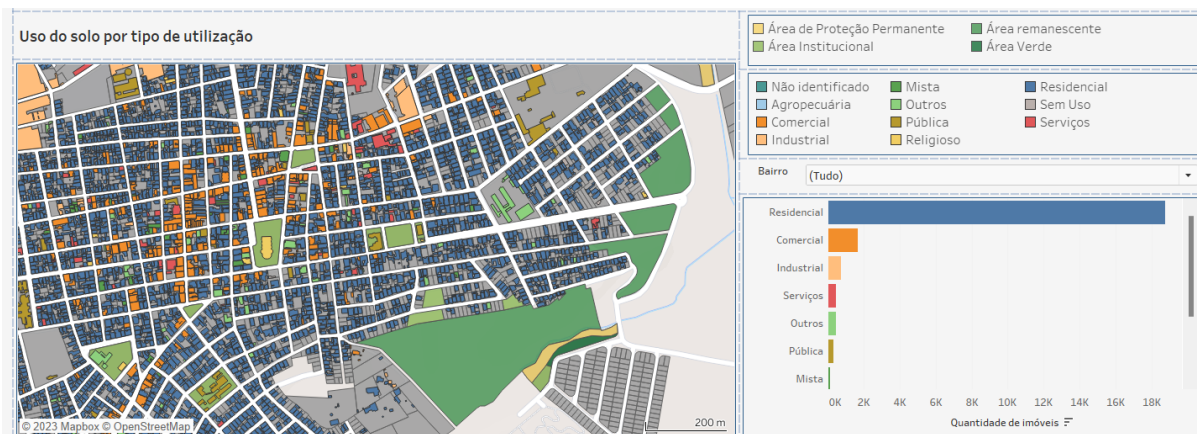 Uso do solo por tipo de utilização
Área de Proteção Permanente Área remanescente
Área Institucional Área Verde
Não identificado Mista Residencial
Agropecuária Outros Sem Uso
Comercial Pública Serviços
Industrial Religioso
Bairro (Tudo)
Residencial
Comercial
Industrial
Serviços
Outros
Pública
Mista
0K 2K 4K 6K 8K 10K 12K 14K 16K 18K
Quantidade de imóveis
© 2023 Mapbox © OpenStreetMap
200 m